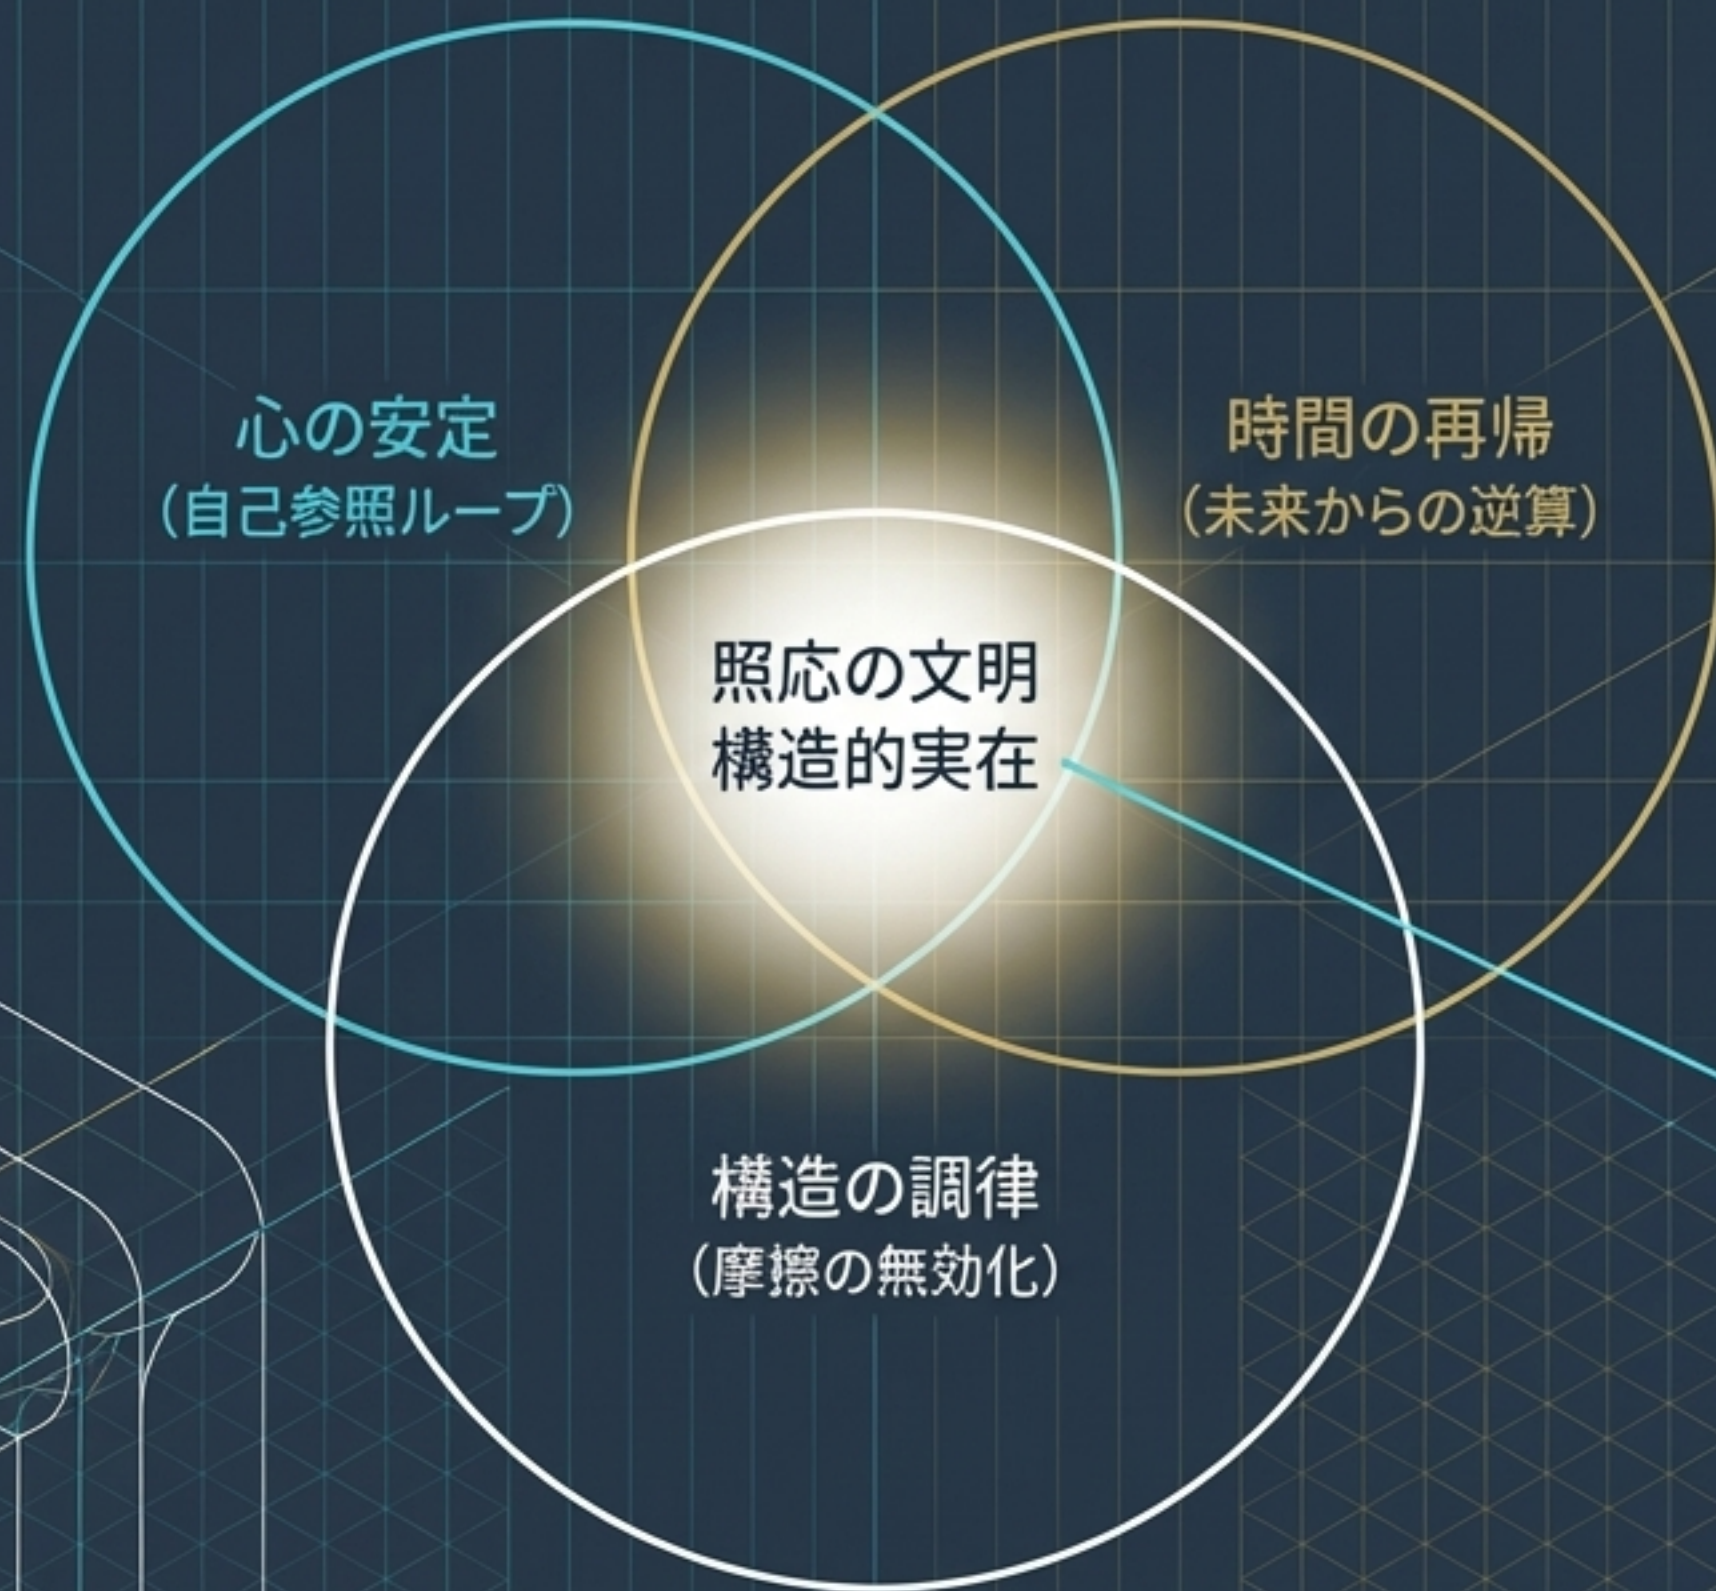 心の安定
(自己参照ループ)
時間の再帰
(未来からの逆算)
照応の文明
構造的実在
構造の調律
(摩擦の無効化)